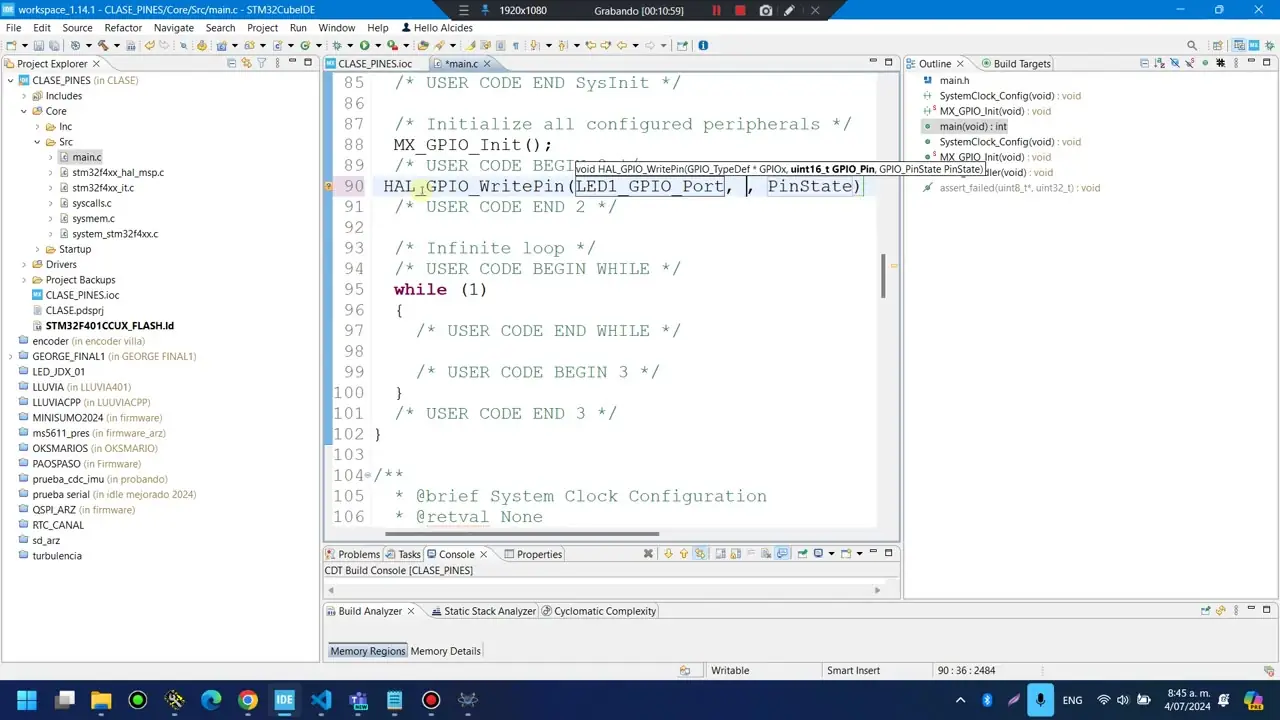 workspace_1.14.1 - CLASE_PINES/Core/Src/main.c - STM32CubeIDE
1920x1080
Grabando (00:10:59)
File Edit Source Refactor Navigate Search Project Run Window Help Hello Alcides
Project Explorer
CLASE_PINES (in CLASE)
Includes
Core
Inc
Src
main.c
stm32f4xx_hal_msp.c
stm32f4xx_it.c
syscalls.c
sysmem.c
system_stm32f4xx.c
Startup
Drivers
Project Backups
CLASE_PINES.ioc
CLASE.pdsprj
STM32F401CCUX_FLASH.ld
encoder (in encoder villa)
GEORGE_FINAL1 (in GEORGE FINAL1)
LED_JDX_01
LLUVIA (in LLUVIA401)
LLUVIACPP (in LUUVIACPP)
MINISUMO2024 (in firmware)
ms5611_pres (in firmware_arz)
OKSMARIOS (in OKSMARIO)
PAOSPASO (in Firmware)
prueba_cdc_imu (in probando)
prueba serial (in idle mejorado 2024)
QSPI_ARZ (in firmware)
RTC_CANAL
sd_arz
turbulencia
CLASE_PINES.ioc
*main.c
85 /* USER CODE END SysInit */
86
87 /* Initialize all configured peripherals */
88 MX_GPIO_Init();
89 /* USER CODE BEGIN
void HAL_GPIO_WritePin(GPIO_TypeDef * GPIOx, uint16_t GPIO_Pin, GPIO_PinState PinState)
90 HAL_GPIO_WritePin(LED1_GPIO_Port, , PinState)
91 /* USER CODE END 2 */
92
93 /* Infinite loop */
94 /* USER CODE BEGIN WHILE */
95 while (1)
96 {
97 /* USER CODE END WHILE */
98
99 /* USER CODE BEGIN 3 */
100 }
101 /* USER CODE END 3 */
102 }
103
104 /**
105 * @brief System Clock Configuration
106 * @retval None
Outline
Build Targets
main.h
SystemClock_Config(void) : void
MX_GPIO_Init(void) : void
main(void) : int
SystemClock_Config(void) : void
MX_GPIO_Init(void) : void
assert_failed(uint8_t*, uint32_t) : void
Problems Tasks Console Properties
CDT Build Console [CLASE_PINES]
Build Analyzer Static Stack Analyzer Cyclomatic Complexity
Memory Regions Memory Details
Writable
Smart Insert
90 : 36 : 2484
IDE
ENG
8:45 a. m.
4/07/2024